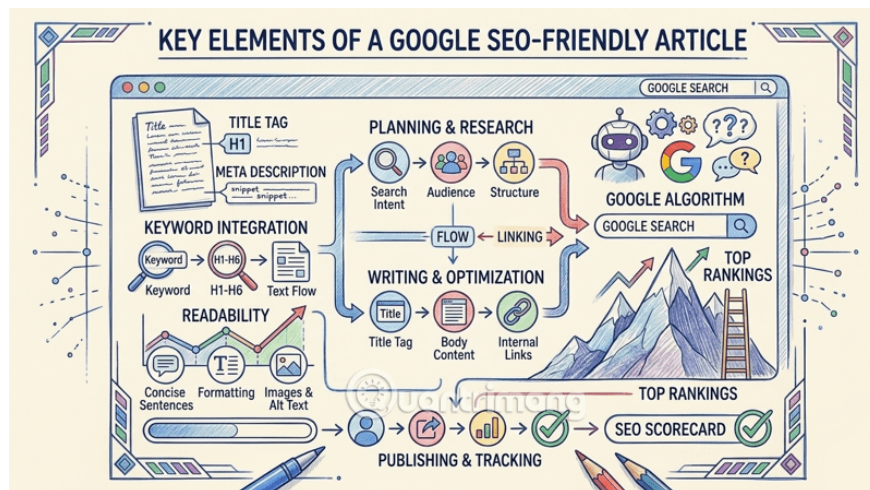 KEY ELEMENTS OF A GOOGLE SEO-FRIENDLY ARTICLE
GOOGLE SEARCH
Title
H1
TITLE TAG
META DESCRIPTION
snippet
snippet...
KEYWORD INTEGRATION
Keyword
H1-H6
Keyword
H1-H6
Text Flow
READABILITY
Concise
Sentences
Formatting
Images &
Alt Text
PLANNING & RESEARCH
Search
Intent
Audience
Structure
FLOW
LINKING
WRITING & OPTIMIZATION
Title
Title Tag
Body
Content
Internal
Links
???
?
G
GOOGLE ALGORITHM
GOOGLE SEARCH
TOP
RANKINGS
TOP RANKINGS
Quantrimang
SEO SCORECARD
PUBLISHING & TRACKING